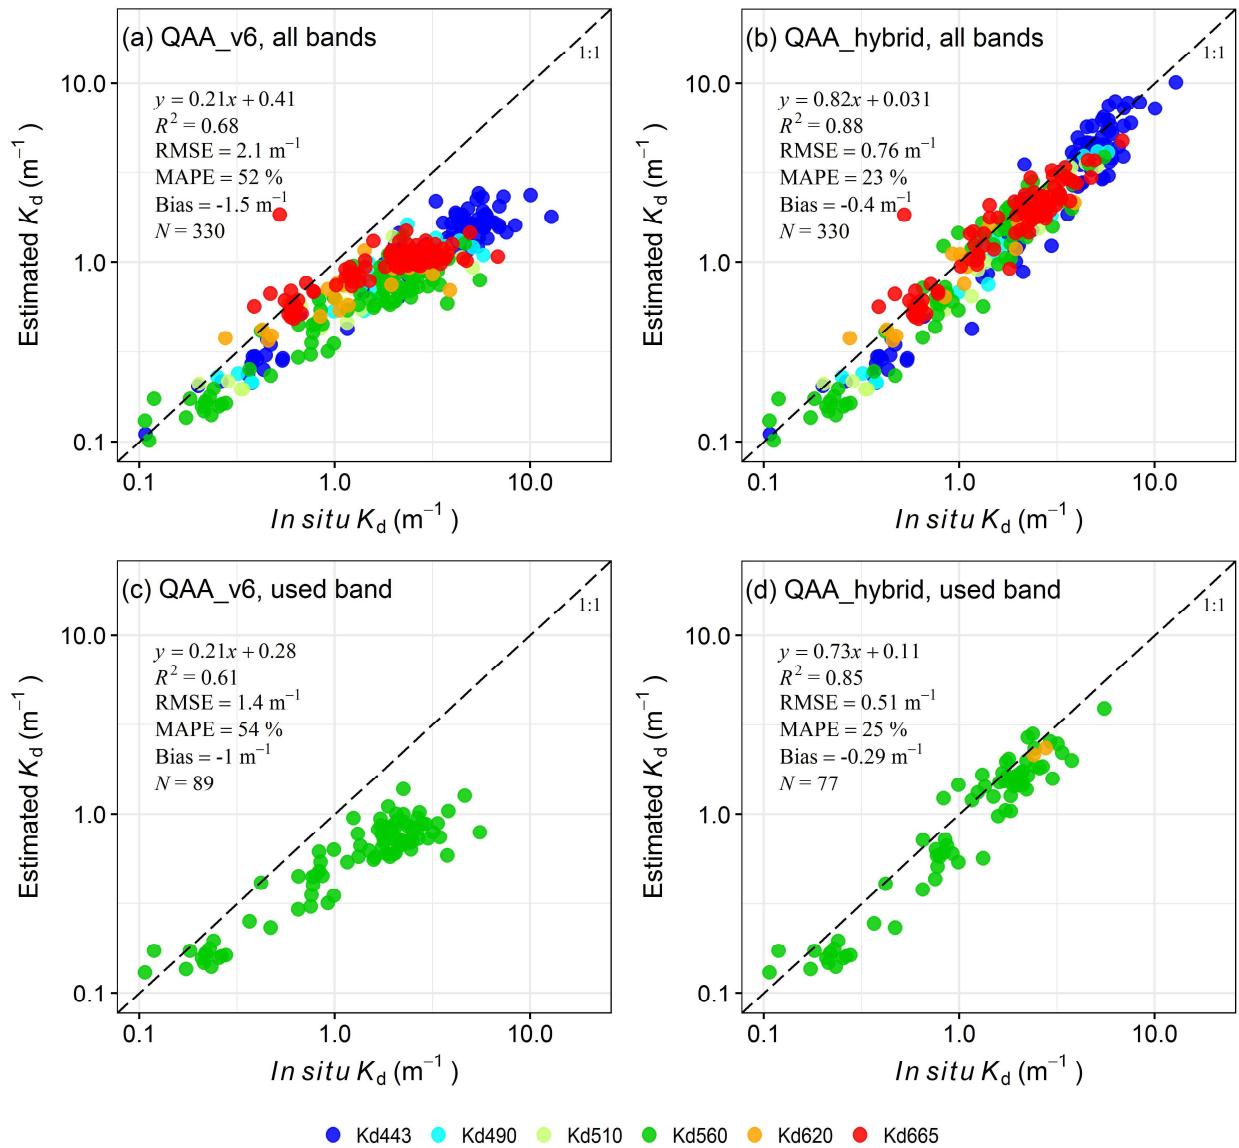 (a) QAA_v6, all bands
1:1
y = 0.21x + 0.41
R² = 0.68
RMSE = 2.1 m⁻¹
MAPE = 52 %
Bias = -1.5 m⁻¹
N = 330
10.0
1.0
0.1
Estimated K_d (m⁻¹)
0.1 1.0 10.0
In situ K_d (m⁻¹ )
(b) QAA_hybrid, all bands
1:1
y = 0.82x + 0.031
R² = 0.88
RMSE = 0.76 m⁻¹
MAPE = 23 %
Bias = -0.4 m⁻¹
N = 330
10.0
1.0
0.1
Estimated K_d (m⁻¹)
0.1 1.0 10.0
In situ K_d (m⁻¹ )
(c) QAA_v6, used band
1:1
y = 0.21x + 0.28
R² = 0.61
RMSE = 1.4 m⁻¹
MAPE = 54 %
Bias = -1 m⁻¹
N = 89
10.0
1.0
0.1
Estimated K_d (m⁻¹)
0.1 1.0 10.0
In situ K_d (m⁻¹ )
(d) QAA_hybrid, used band
1:1
y = 0.73x + 0.11
R² = 0.85
RMSE = 0.51 m⁻¹
MAPE = 25 %
Bias = -0.29 m⁻¹
N = 77
10.0
1.0
0.1
Estimated K_d (m⁻¹)
0.1 1.0 10.0
In situ K_d (m⁻¹ )
Kd443 Kd490 Kd510 Kd560 Kd620 Kd665